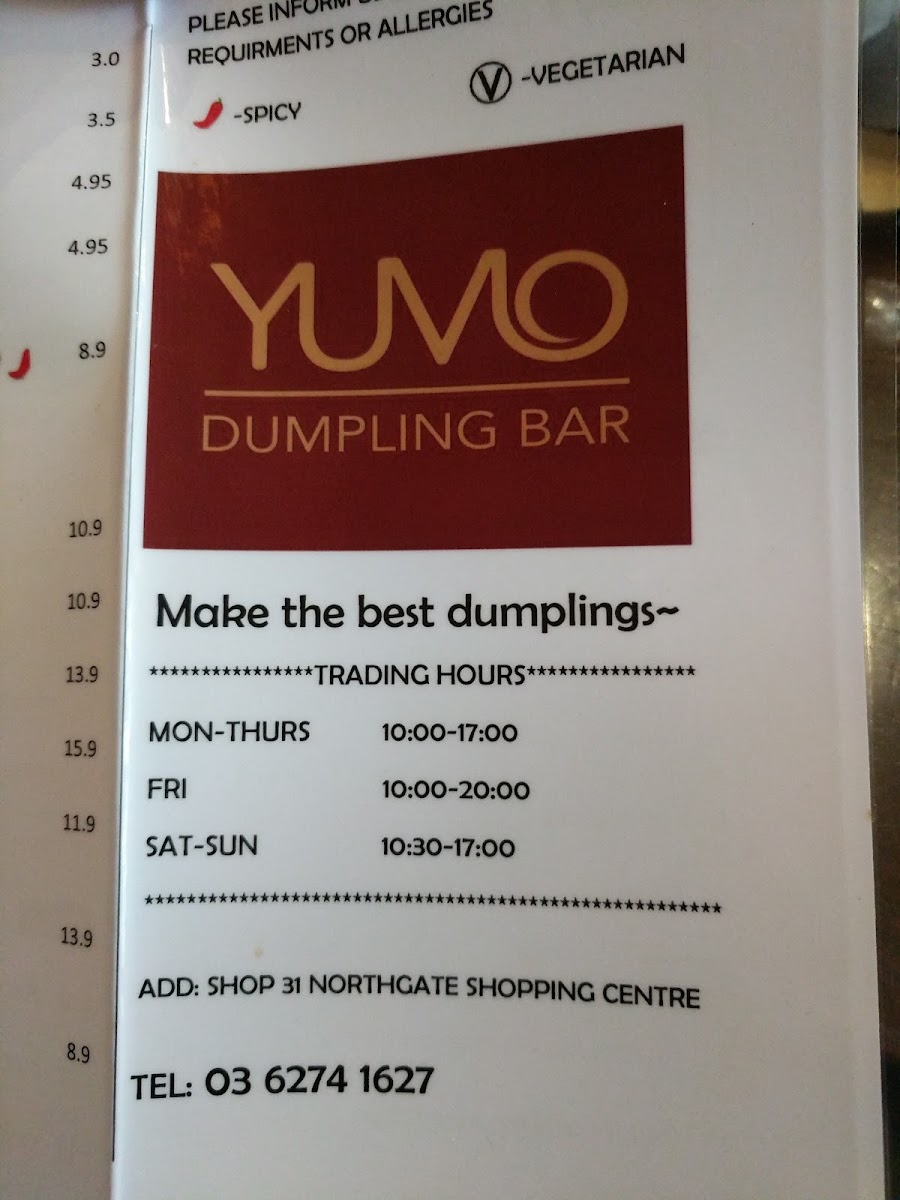 3.0
3.5
4.95
4.95
8.9
10.9
10.9
13.9
15.9
11.9
13.9
8.9
PLEASE INFORM
REQUIRMENTS OR ALLERGIES
-SPICY
V -VEGETARIAN
YUMO
DUMPLING BAR
Make the best dumplings~
****************TRADING HOURS****************
MON-THURS 10:00-17:00
FRI 10:00-20:00
SAT-SUN 10:30-17:00
********************************************************
ADD: SHOP 31 NORTHGATE SHOPPING CENTRE
TEL: 03 6274 1627